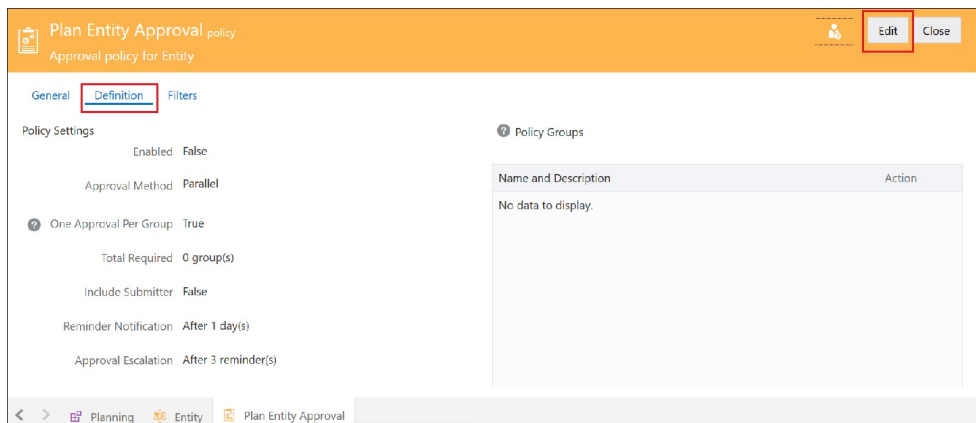 Plan Entity Approval policy
Approval policy for Entity
Edit Close
General Definition Filters
Policy Settings
Enabled False
Approval Method Parallel
? One Approval Per Group True
Total Required 0 group(s)
Include Submitter False
Reminder Notification After 1 day(s)
Approval Escalation After 3 reminder(s)
? Policy Groups
Name and Description Action
No data to display.
< > Planning Entity Plan Entity Approval